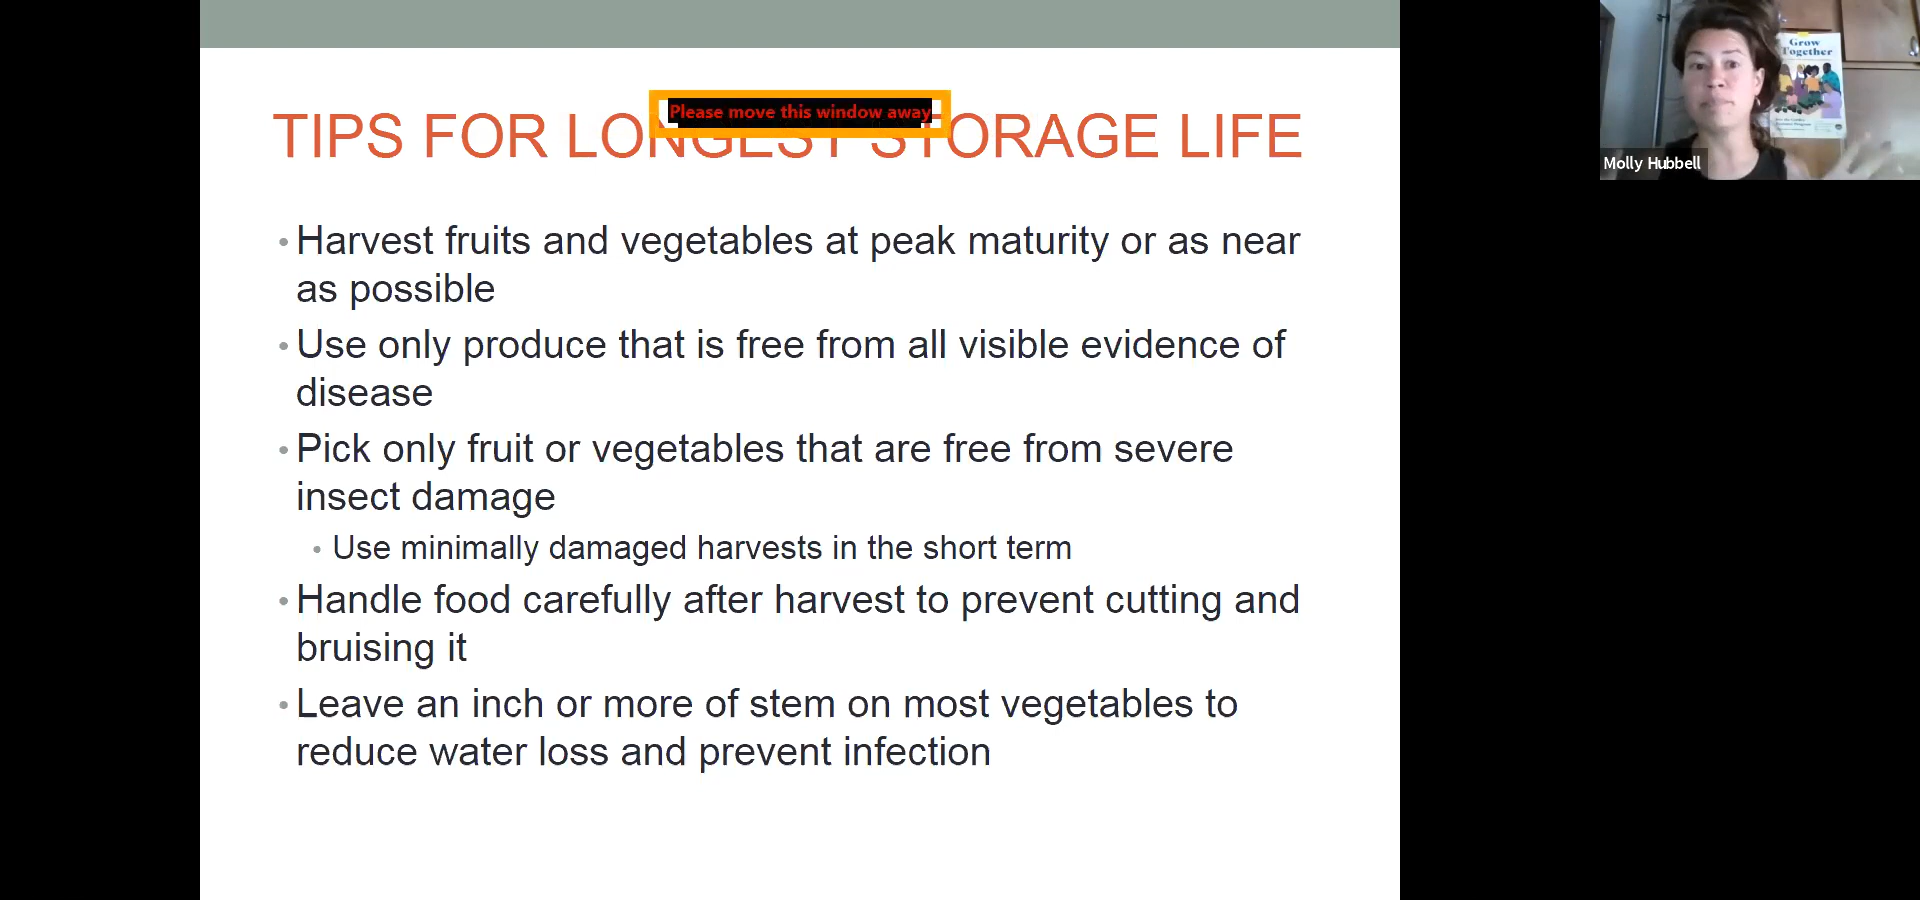 Please move this window away
TIPS FOR LONGEST STORAGE LIFE
• Harvest fruits and vegetables at peak maturity or as near
as possible
• Use only produce that is free from all visible evidence of
disease
• Pick only fruit or vegetables that are free from severe
insect damage
• Use minimally damaged harvests in the short term
• Handle food carefully after harvest to prevent cutting and
bruising it
• Leave an inch or more of stem on most vegetables to
reduce water loss and prevent infection
Grow
Together
Molly Hubbell